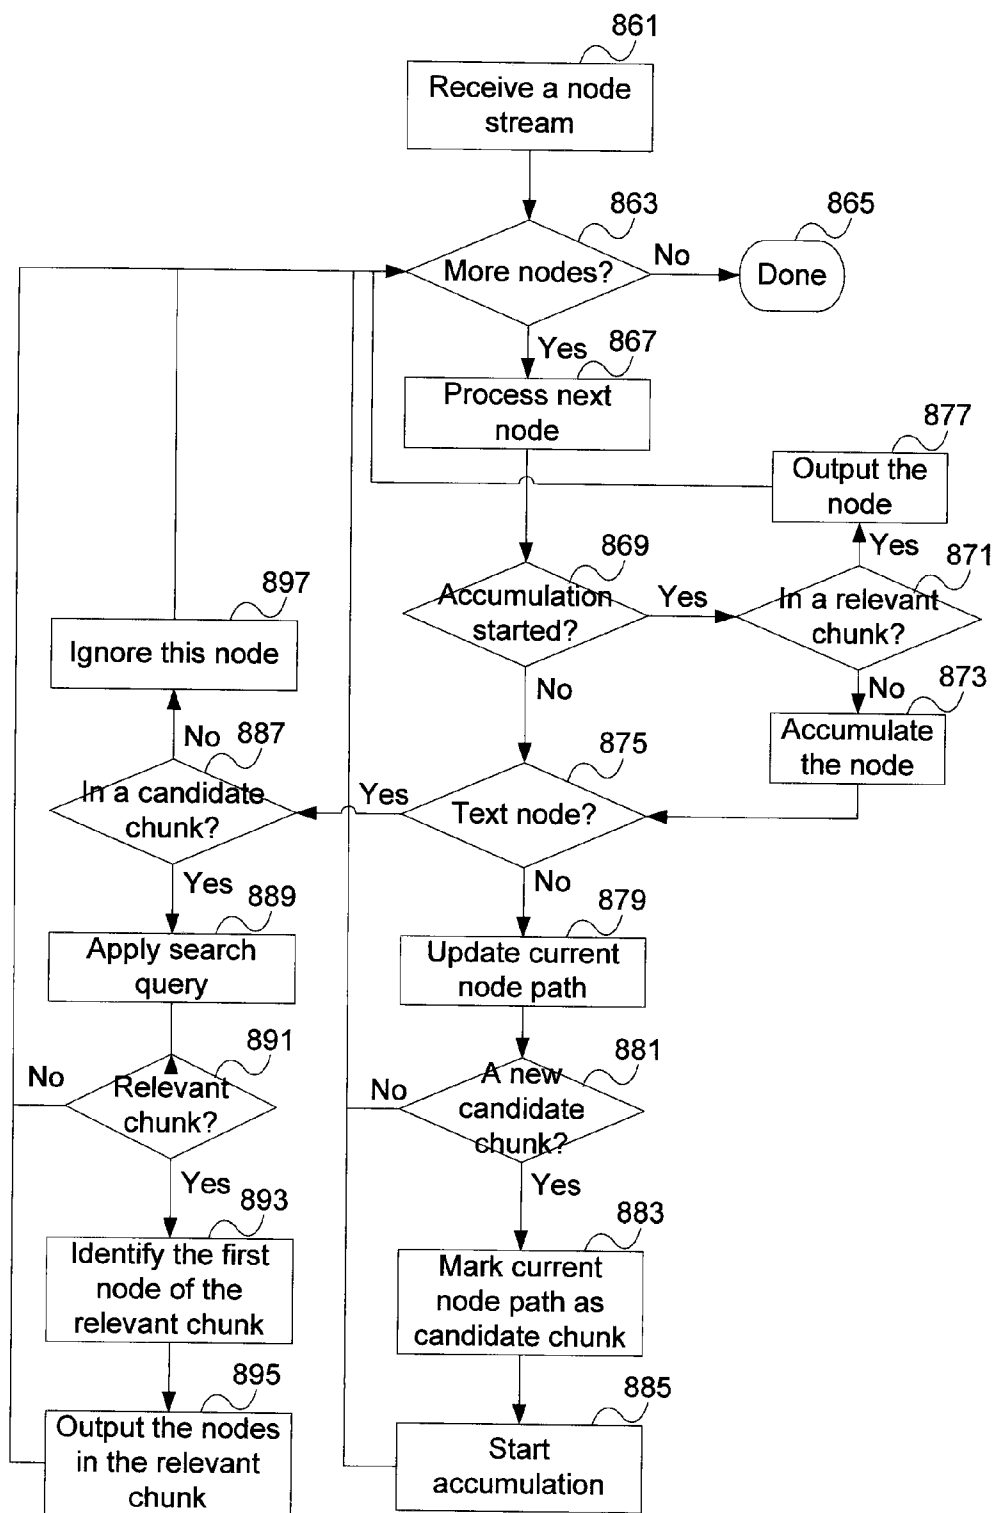 861
Receive a node
stream
863
More nodes?
No
865
Done
Yes
867
Process next
node
877
Output the
node
Yes
869
Accumulation
started?
Yes
871
In a relevant
chunk?
No
873
Accumulate
the node
897
Ignore this node
No
887
In a candidate
chunk?
Yes
No
875
Text node?
Yes
889
Apply search
query
No
879
Update current
node path
891
Relevant
chunk?
No
881
A new
candidate
chunk?
No
Yes
893
Identify the first
node of the
relevant chunk
Yes
883
Mark current
node path as
candidate chunk
895
Output the nodes
in the relevant
chunk
885
Start
accumulation